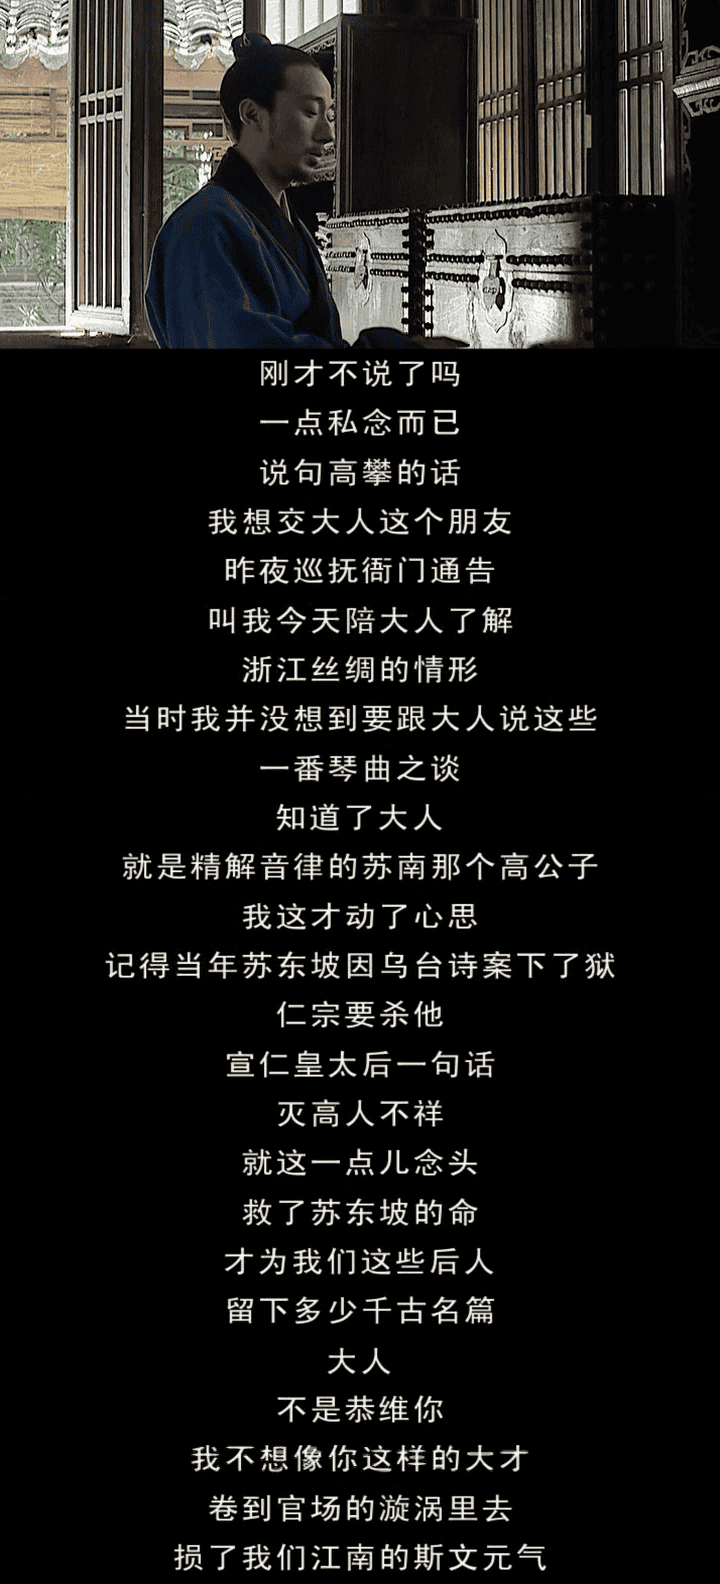 刚才不说了吗
一点私念而已
说句高攀的话
我想交大人这个朋友
昨夜巡抚衙门通告
叫我今天陪大人了解
浙江丝绸的情形
当时我并没想到要跟大人说这些
一番琴曲之谈
知道了大人
就是精解音律的苏南那个高公子
我这才动了心思
记得当年苏东坡因乌台诗案下了狱
仁宗要杀他
宣仁皇太后一句话
灭高人不祥
就这一点儿念头
救了苏东坡的命
才为我们这些后人
留下多少千古名篇
大人
不是恭维你
我不想像你这样的大才
卷到官场的漩涡里去
损了我们江南的斯文元气